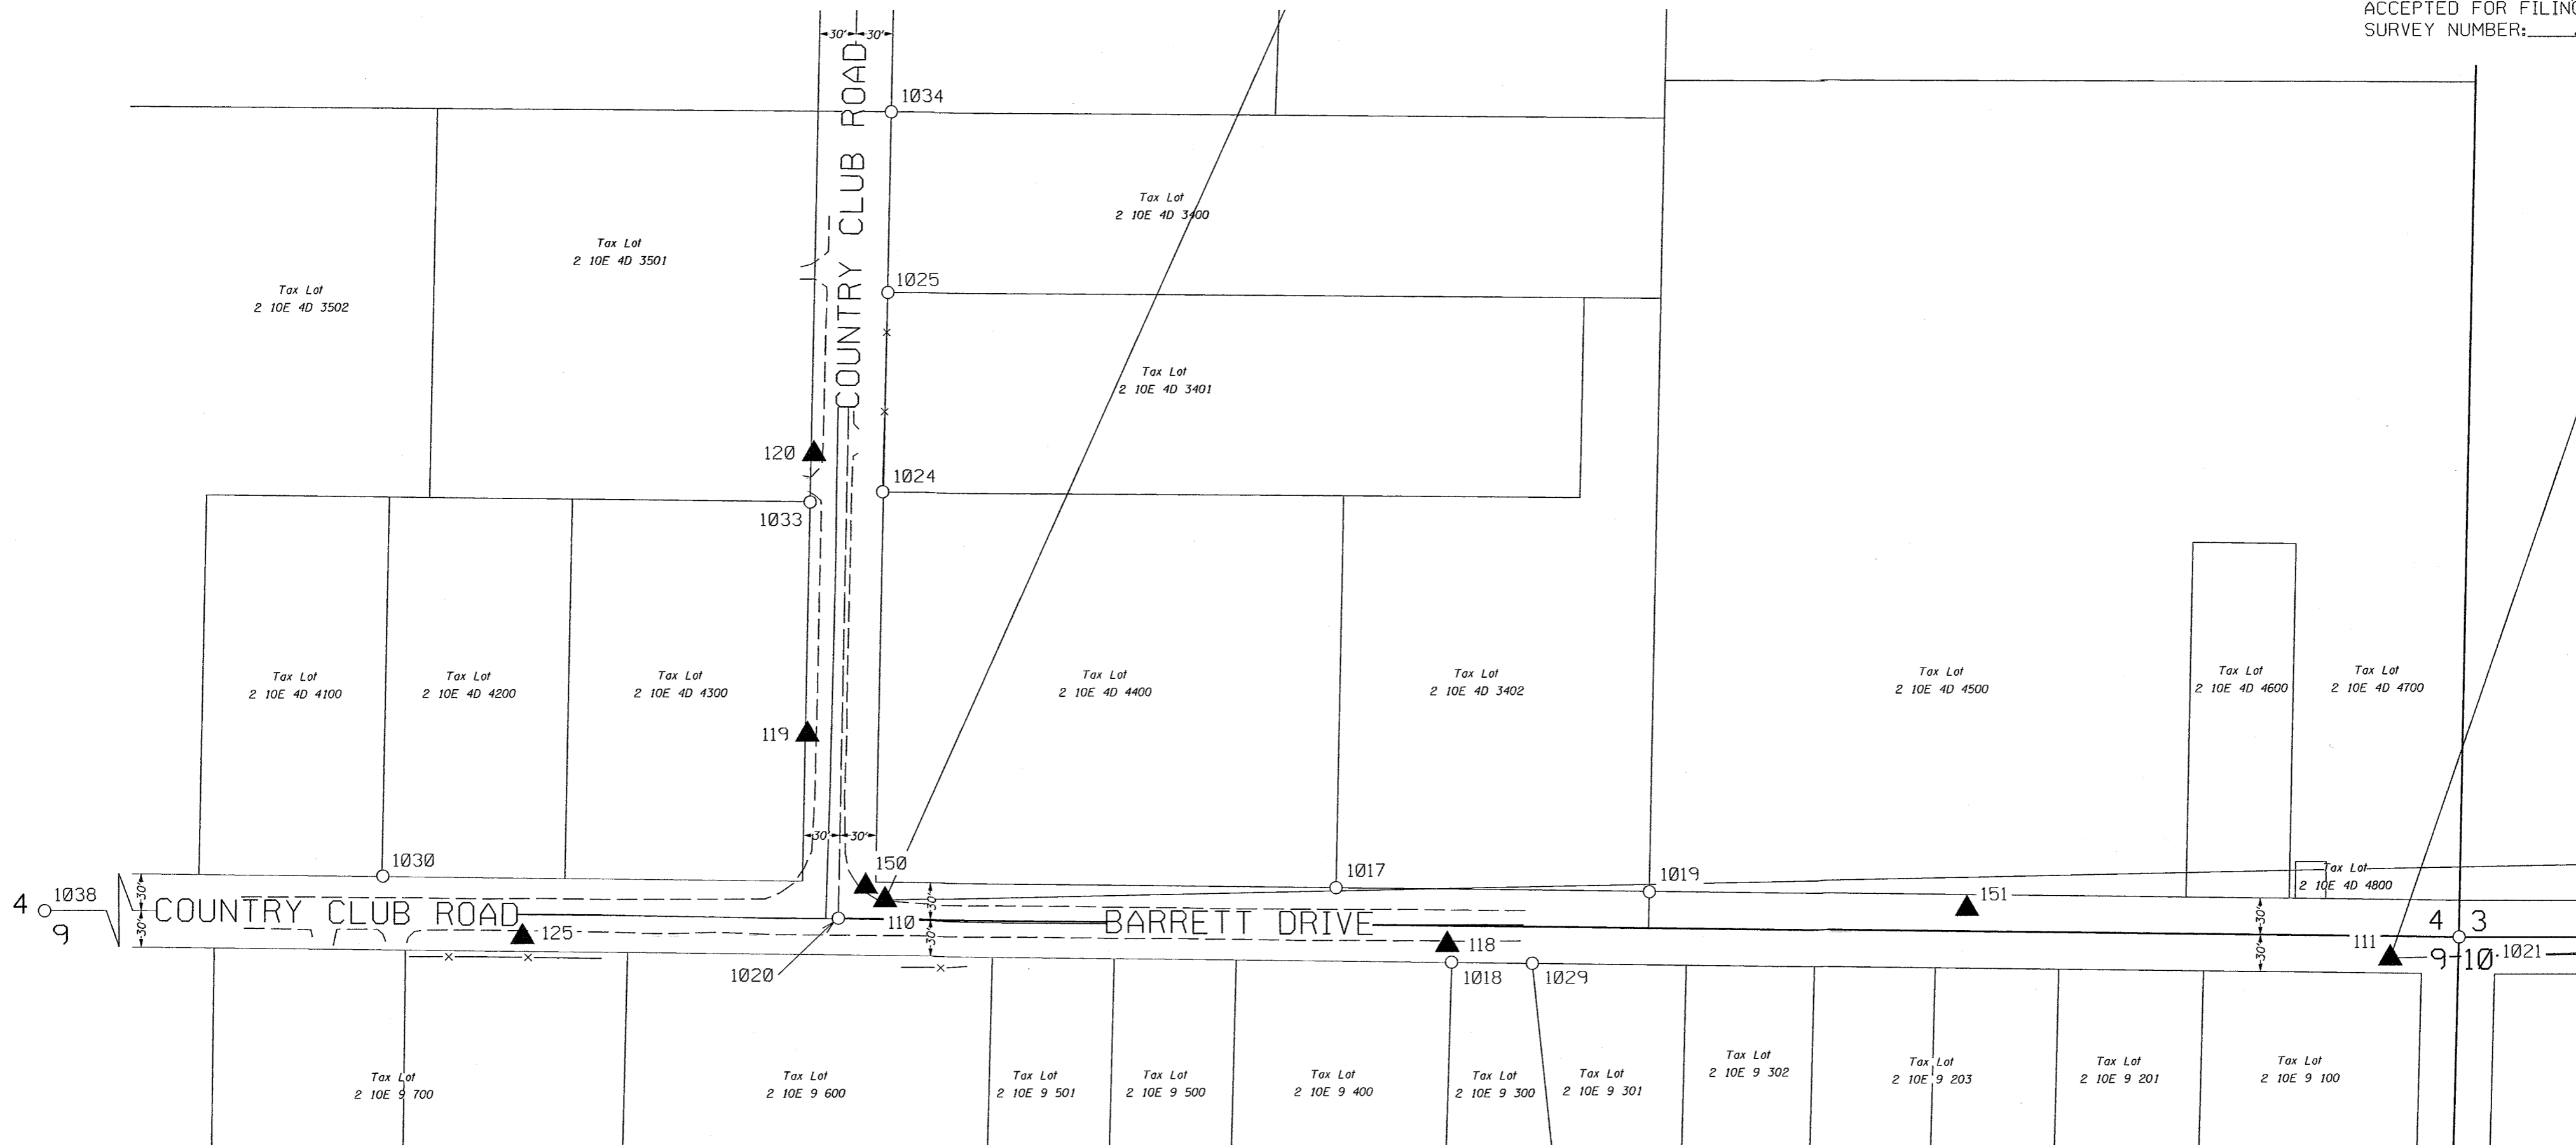 ACCEPTED FOR FILING
SURVEY NUMBER:
30' 30'
COUNTRY CLUB ROAD
1034
Tax Lot
2 10E 4D 3400
Tax Lot
2 10E 4D 3501
Tax Lot
2 10E 4D 3502
1025
Tax Lot
2 10E 4D 3401
120
1024
1033
Tax Lot
2 10E 4D 4100
Tax Lot
2 10E 4D 4200
Tax Lot
2 10E 4D 4300
Tax Lot
2 10E 4D 4400
Tax Lot
2 10E 4D 3402
Tax Lot
2 10E 4D 4500
Tax Lot
2 10E 4D 4600
Tax Lot
2 10E 4D 4700
119
30' 30'
1030
150
1017
1019
Tax Lot
2 10E 4D 4800
4
1038
9
30'
30'
COUNTRY CLUB ROAD
125
110
30'
30'
BARRETT DRIVE
118
151
30'
30'
111
4 3
9 10
1021
1020
1018
1029
Tax Lot
2 10E 9 700
Tax Lot
2 10E 9 600
Tax Lot
2 10E 9 501
Tax Lot
2 10E 9 500
Tax Lot
2 10E 9 400
Tax Lot
2 10E 9 300
Tax Lot
2 10E 9 301
Tax Lot
2 10E 9 302
Tax Lot
2 10E 9 203
Tax Lot
2 10E 9 201
Tax Lot
2 10E 9 100